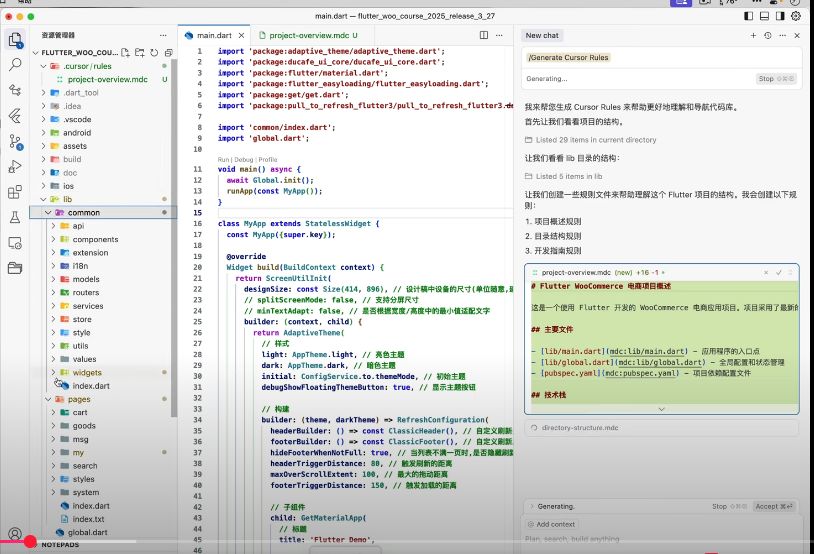 main.dart — flutter_woo_course_2025_release_3_27
资源管理器
FLUTTER_WOO_COURS...
.cursor/rules
project-overview.mdc U
.dart_tool
.idea
.vscode
android
assets
build
doc
ios
lib
common
api
components
extension
i18n
models
routers
services
store
style
utils
values
widgets
index.dart
pages
cart
goods
msg
my
search
styles
system
index.dart
index.txt
global.dart
NOTEPADS
main.dart
project-overview.mdc U
1 import 'package:adaptive_theme/adaptive_theme.dart';
2 import 'package:ducafe_ui_core/ducafe_ui_core.dart';
3 import 'package:flutter/material.dart';
4 import 'package:flutter_easyloading/flutter_easyloading.dart';
5 import 'package:get/get.dart';
6 import 'package:pull_to_refresh_flutter3/pull_to_refresh_flutter3.da
7
8 import 'common/index.dart';
9 import 'global.dart';
10
Run | Debug | Profile
11 void main() async {
12 await Global.init();
13 runApp(const MyApp());
14 }
15
16 class MyApp extends StatelessWidget {
17 const MyApp({super.key});
18
19 @override
20 Widget build(BuildContext context) {
21 return ScreenUtilInit(
22 designSize: const Size(414, 896), // 设计稿中设备的尺寸(单位随意,
23 // splitScreenMode: false, // 支持分屏尺寸
24 // minTextAdapt: false, // 是否根据宽度/高度中的最小值适配文字
25 builder: (context, child) {
26 return AdaptiveTheme(
27 // 样式
28 light: AppTheme.light, // 亮色主题
29 dark: AppTheme.dark, // 暗色主题
30 initial: ConfigService.to.themeMode, // 初始主题
31 debugShowFloatingThemeButton: true, // 显示主题按钮
32
33 // 构建
34 builder: (theme, darkTheme) => RefreshConfiguration(
35 headerBuilder: () => const ClassicHeader(), // 自定义刷新
36 footerBuilder: () => const ClassicFooter(), // 自定义刷新
37 hideFooterWhenNotFull: true, // 当列表不满一页时,是否隐藏刷
38 headerTriggerDistance: 80, // 触发刷新的距离
39 maxOverScrollExtent: 100, // 最大的拖动距离
40 footerTriggerDistance: 150, // 触发加载的距离
41
42 // 子组件
43 child: GetMaterialApp(
44 // 标题
45 title: 'Flutter Demo',
46
New chat
/Generate Cursor Rules
Generating...
Stop
我来帮您生成 Cursor Rules 来帮助更好地理解和导航代码库。
首先让我们看看项目的结构。
Listed 29 items in current directory
让我们看看 lib 目录的结构:
Listed 5 items in lib
让我们创建一些规则文件来帮助理解这个 Flutter 项目的结构。我会创建以下规
则:
1. 项目概述规则
2. 目录结构规则
3. 开发指南规则
project-overview.mdc (new) +16 -1
# Flutter WooCommerce 电商项目概述
这是一个使用 Flutter 开发的 WooCommerce 电商应用项目。项目采用了最新的
## 主要文件
- [lib/main.dart](mdc:lib/main.dart) - 应用程序的入口点
- [lib/global.dart](mdc:lib/global.dart) - 全局配置和状态管理
- [pubspec.yaml](mdc:pubspec.yaml) - 项目依赖配置文件
## 技术栈
directory-structure.mdc
Generating.
Stop
Accept
Add context
Plan, search, build anything